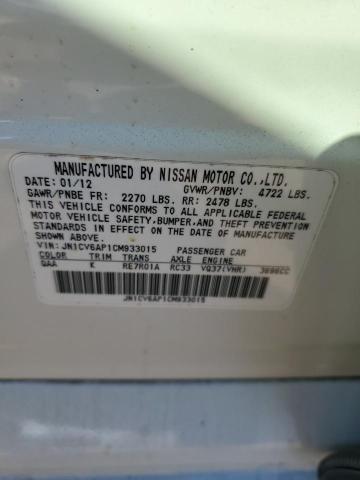 MANUFACTURED BY NISSAN MOTOR CO.,LTD.
DATE: 01/12 GVWR/PNBV: 4722 LBS.
GAWR/PNBE FR: 2270 LBS. RR: 2478 LBS.
THIS VEHICLE CONFORMS TO ALL APPLICABLE FEDERAL
MOTOR VEHICLE SAFETY,BUMPER,AND THEFT PREVENTION
STANDARDS IN EFFECT ON DATE OF MANUFACTURE
SHOWN ABOVE.
VIN: JN1CV6AP1CM933015 PASSENGER CAR
COLOR TRIM TRANS AXLE ENGINE
QAA K RE7R01A RC33 VQ37(VHR) 3696CC
JN1CV6AP1CM933015